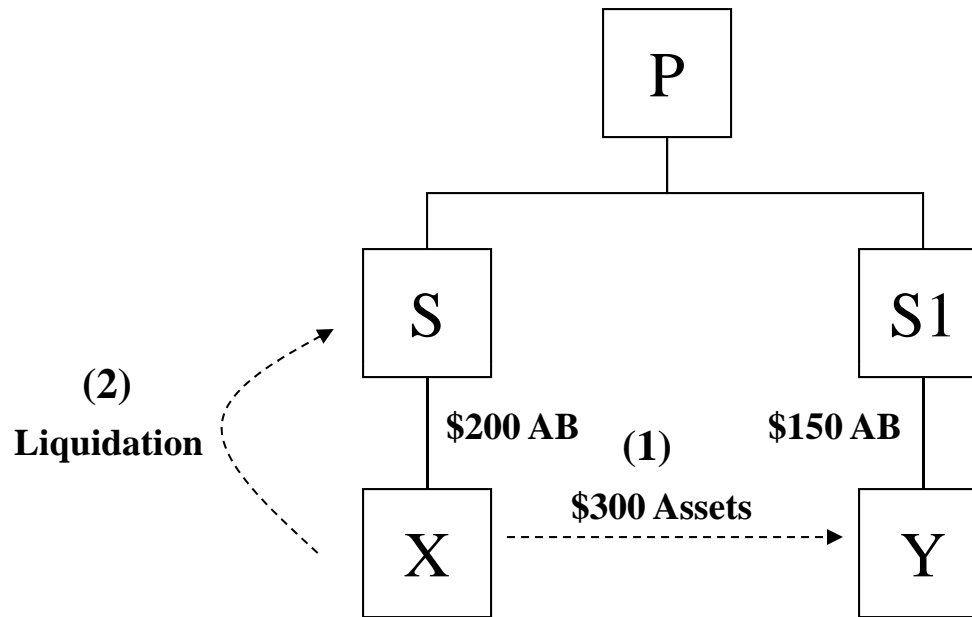 P
S
S1
(2)
Liquidation
$200 AB
(1)
$150 AB
$300 Assets
X
Y